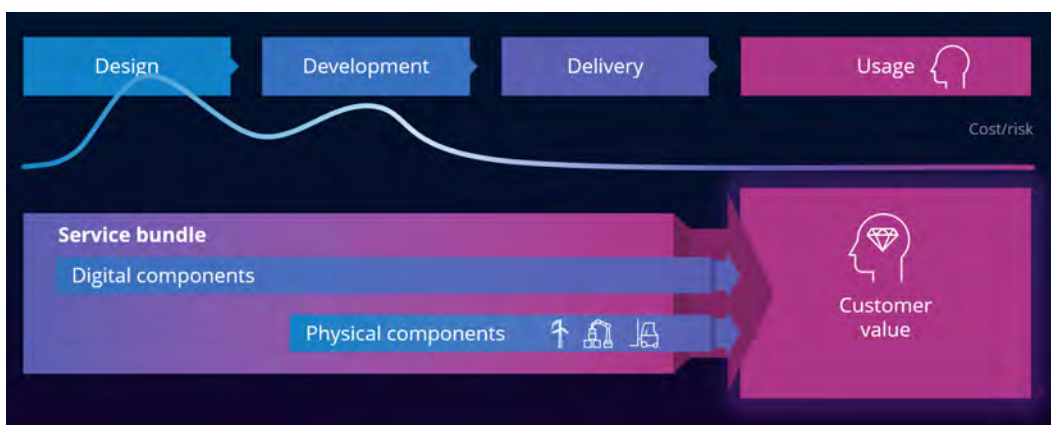 Design
Development
Delivery
Usage
Cost/risk
Service bundle
Digital components
Physical components
Customer
value